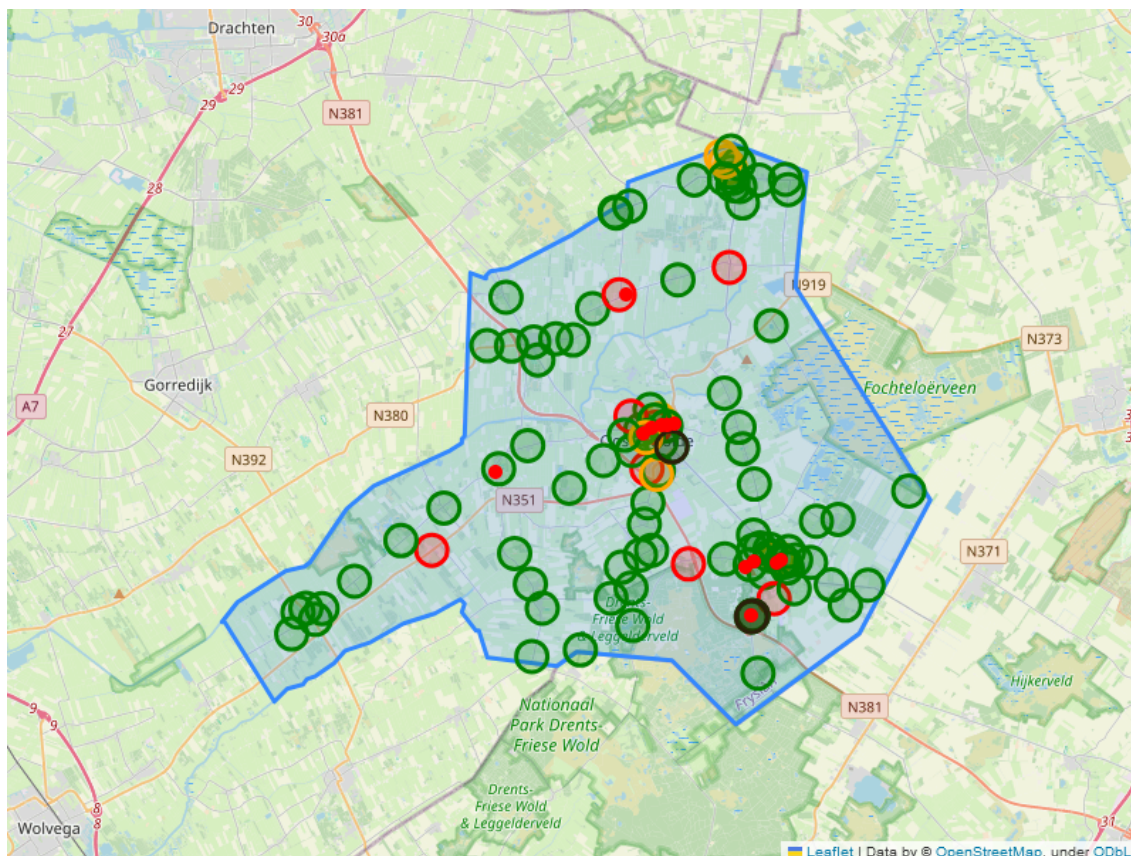 Drachten
30
30a
29
29
N381
28
27
N919
N373
Gorredijk
Fochteloërveen
A7
N380
N392
N351
N371
Drents-
Friese Wold
& Leggelderveld
Fryslân
Hijkerveld
N381
Nationaal
Park Drents-
Friese Wold
9
9
Drents-
Friese Wold
& Leggelderveld
8
8
Wolvega
31
Leaflet | Data by © OpenStreetMap, under ODbL